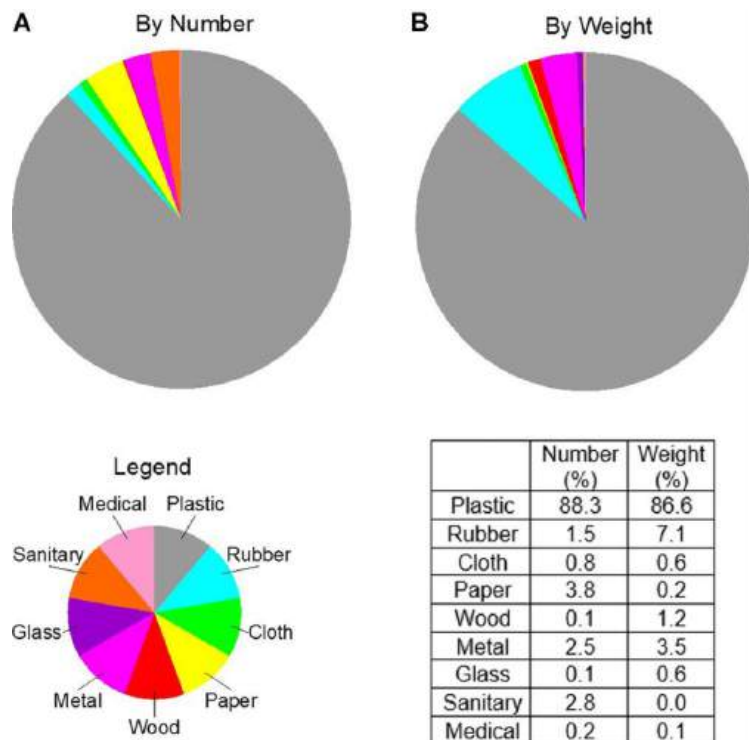 A By Number
B By Weight
Legend
Medical Plastic
Sanitary Rubber
Glass Cloth
Metal Paper
Wood
Number (%) Weight (%)
Plastic 88.3 86.6
Rubber 1.5 7.1
Cloth 0.8 0.6
Paper 3.8 0.2
Wood 0.1 1.2
Metal 2.5 3.5
Glass 0.1 0.6
Sanitary 2.8 0.0
Medical 0.2 0.1